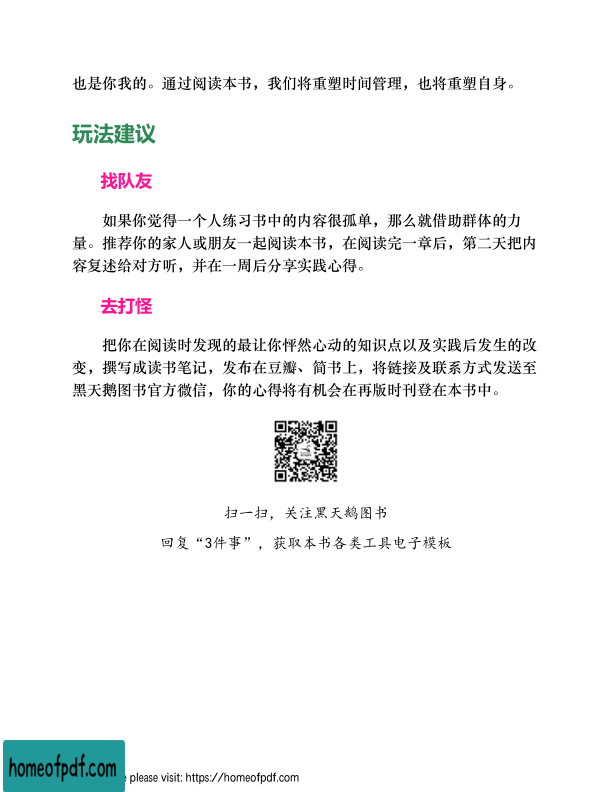 也是你我的。通过阅读本书，我们将重塑时间管理，也将重塑自身。
玩法建议
找队友
如果你觉得一个人练习书中的内容很孤单，那么就借助群体的力
量。推荐你的家人或朋友一起阅读本书，在阅读完一章后，第二天把内
容复述给对方听，并在一周后分享实践心得。
去打怪
把你在阅读时发现的最让你怦然心动的知识点以及实践后发生的改
变，撰写成读书笔记，发布在豆瓣、简书上，将链接及联系方式发送至
黑天鹅图书官方微信，你的心得将有机会在再版时刊登在本书中。
扫一扫，关注黑天鹅图书
回复“3件事”，获取本书各类工具电子模板
homeofpdf.com
e please visit: https://homeofpdf.com